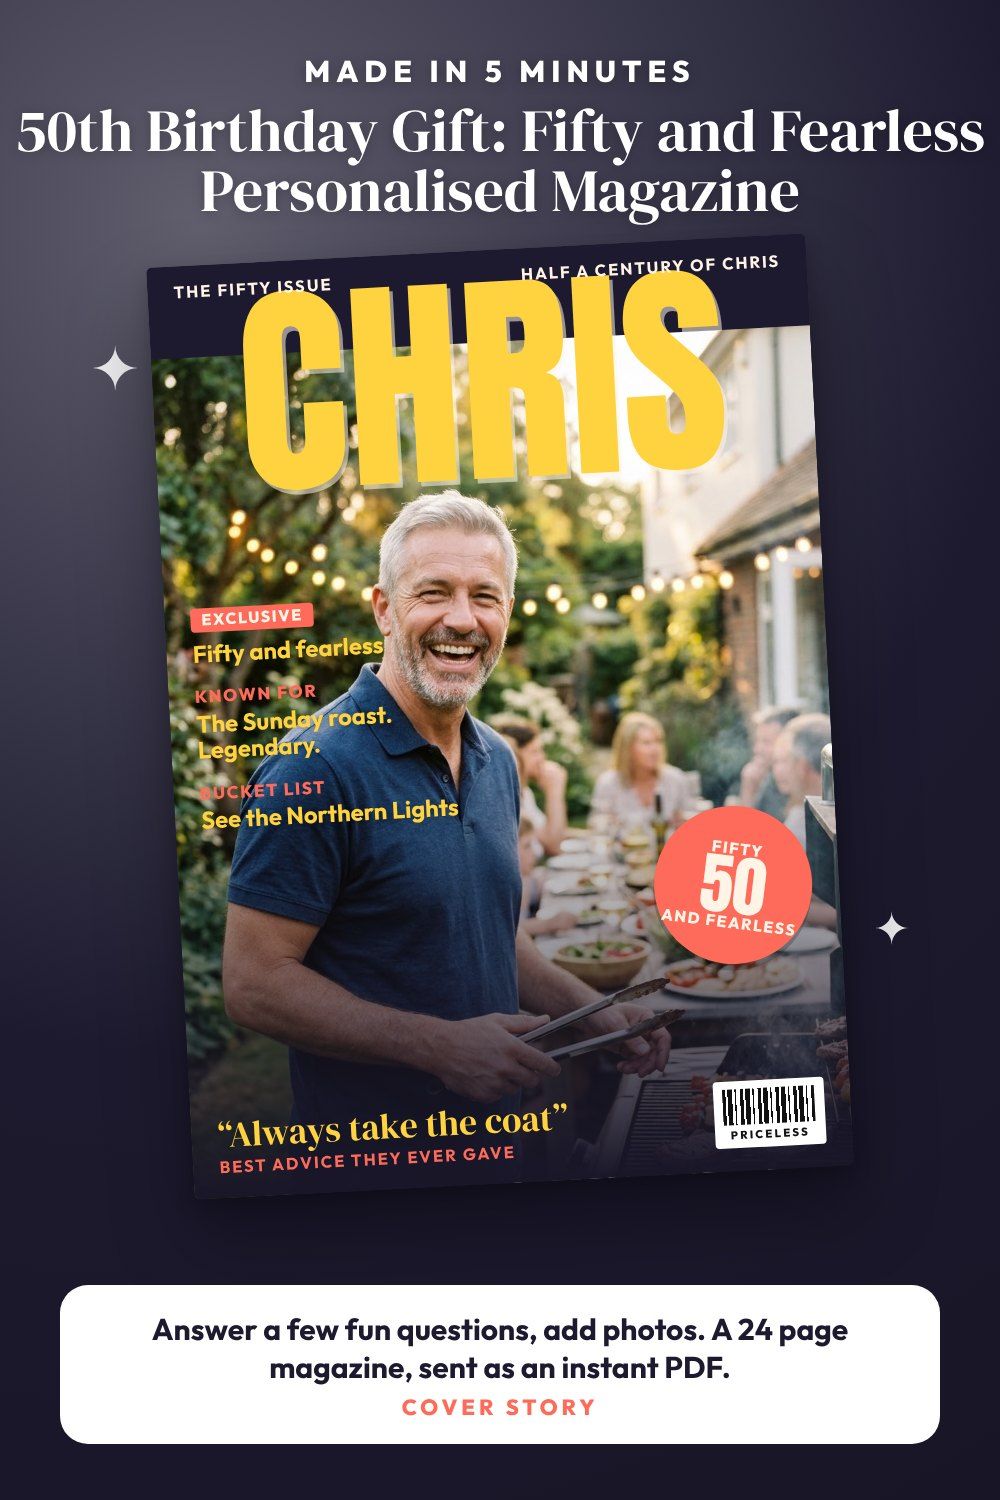 MADE IN 5 MINUTES
50th Birthday Gift: Fifty and Fearless
Personalised Magazine
THE FIFTY ISSUE
HALF A CENTURY OF CHRIS
CHRIS
EXCLUSIVE
Fifty and fearless
KNOWN FOR
The Sunday roast.
Legendary.
BUCKET LIST
See the Northern Lights
FIFTY
50
AND FEARLESS
“Always take the coat”
BEST ADVICE THEY EVER GAVE
PRICELESS
Answer a few fun questions, add photos. A 24 page
magazine, sent as an instant PDF.
COVER STORY